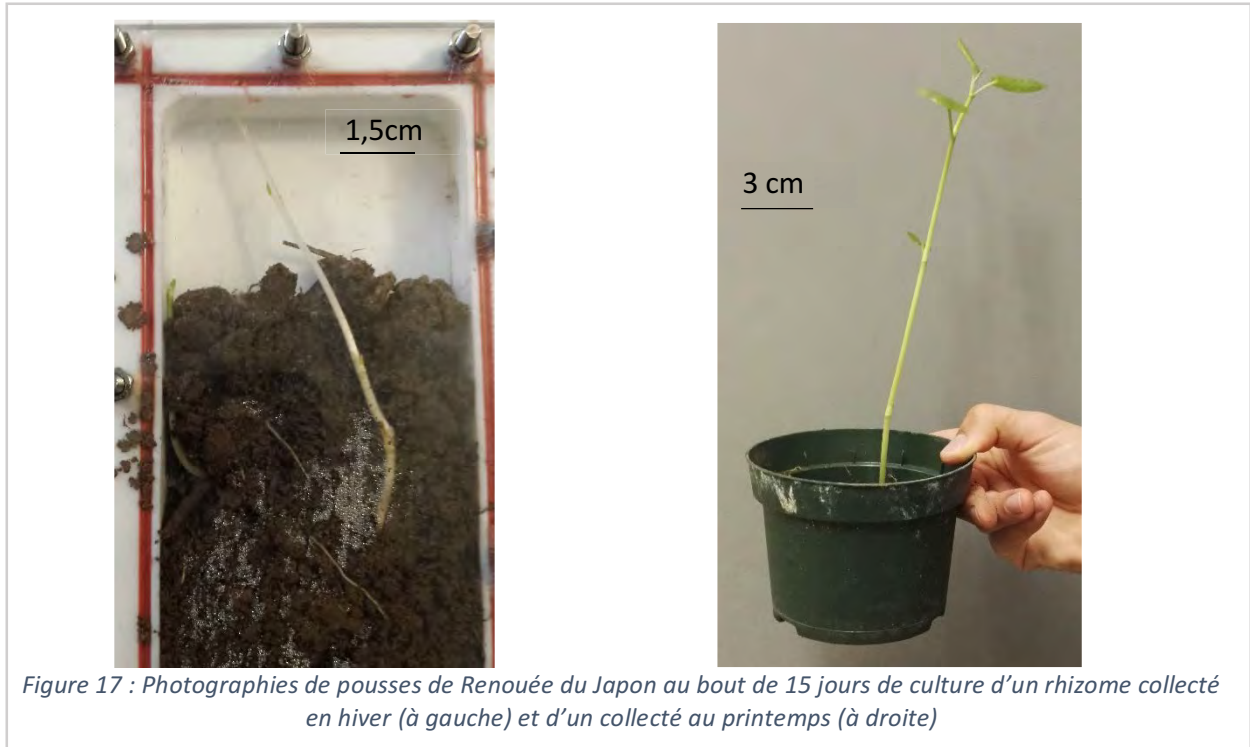 1,5cm
3 cm
Figure 17 : Photographies de pousses de Renouée du Japon au bout de 15 jours de culture d’un rhizome collecté
en hiver (à gauche) et d’un collecté au printemps (à droite)